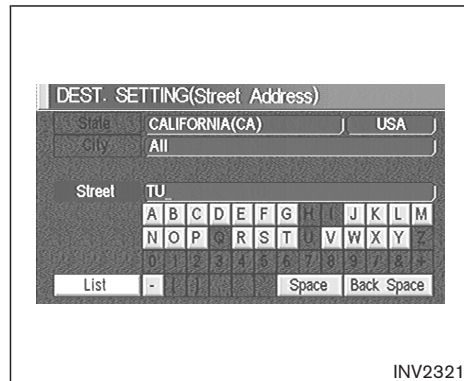 DEST. SETTING(Street Address)
State CALIFORNIA(CA) USA
City All
Street TU_
A B C D E F G H I J K L M
N O P Q R S T U V W X Y Z
0 1 2 3 4 5 6 7 8 9 / & +
List - ( ) Space Back Space
INV2321